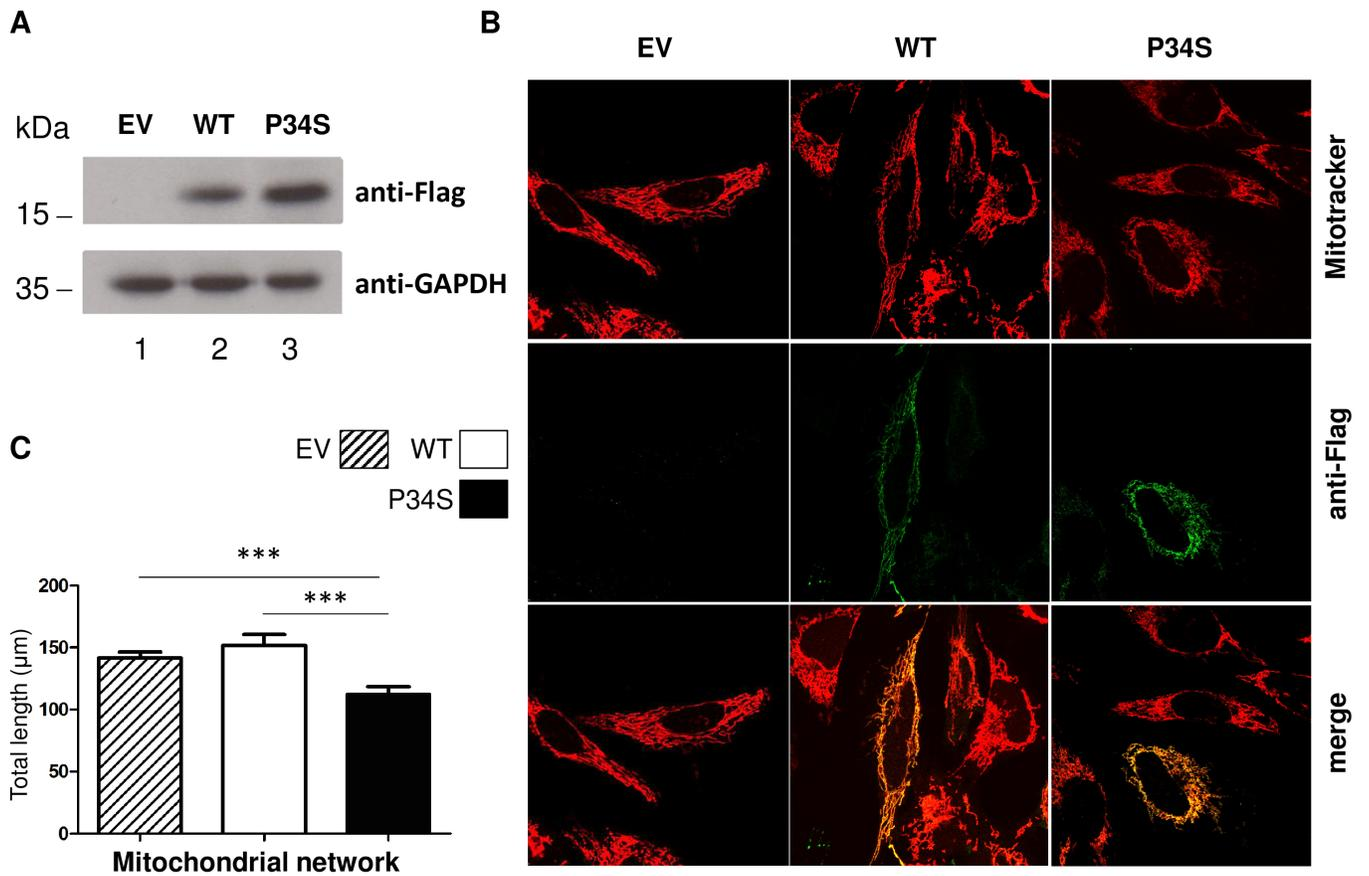 A
kDa
EV WT P34S
anti-Flag
15
anti-GAPDH
35
1 2 3
B
EV WT P34S
Mitotracker
anti-Flag
merge
C
EV WT
P34S
***
***
200
150
100
50
0
Total length (µm)
Mitochondrial network